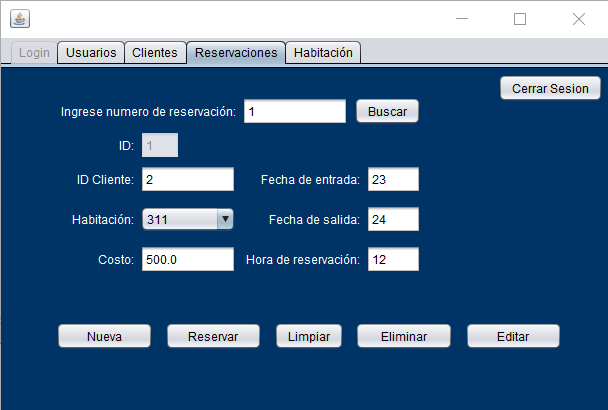 Login Usuarios Clientes Reservaciones Habitación
Cerrar Sesion
Ingrese numero de reservación: 1 Buscar
ID: 1
ID Cliente: 2 Fecha de entrada: 23
Habitación: 311 Fecha de salida: 24
Costo: 500.0 Hora de reservación: 12
Nueva Reservar Limpiar Eliminar Editar